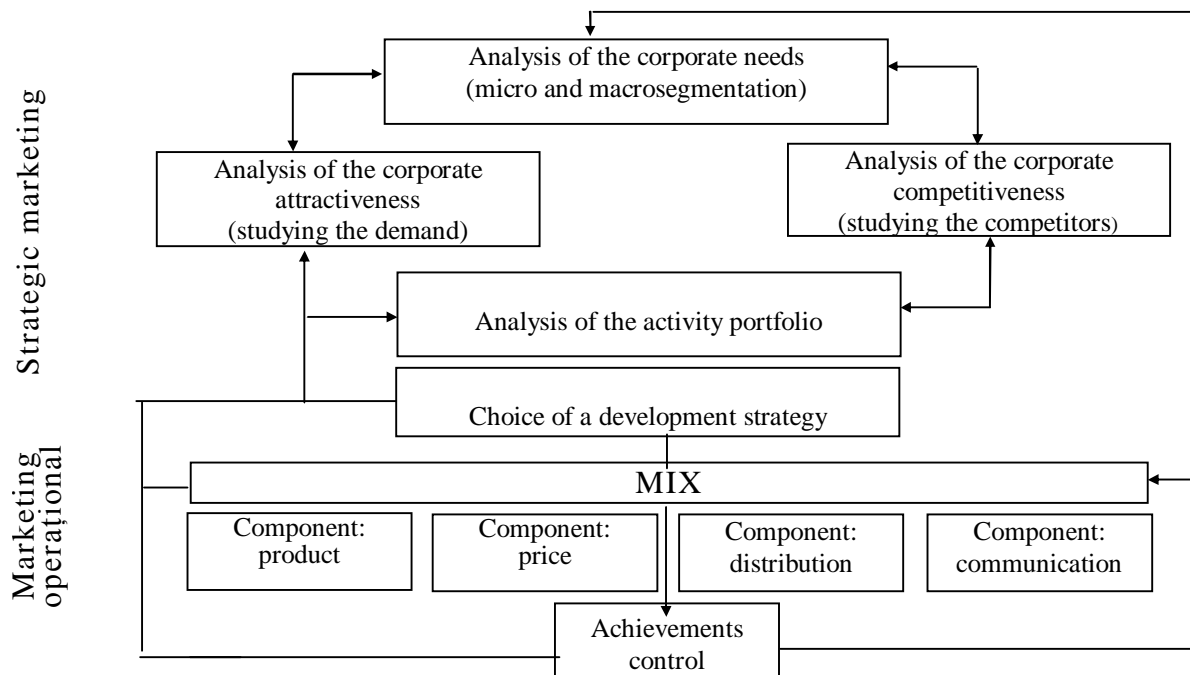 Strategic marketing
Analysis of the corporate needs
(micro and macrosegmentation)
Analysis of the corporate
attractiveness
(studying the demand)
Analysis of the corporate
competitiveness
(studying the competitors)
Analysis of the activity portfolio
Choice of a development strategy
Marketing
operațional
MIX
Component:
product
Component:
price
Component:
distribution
Component:
communication
Achievements
control